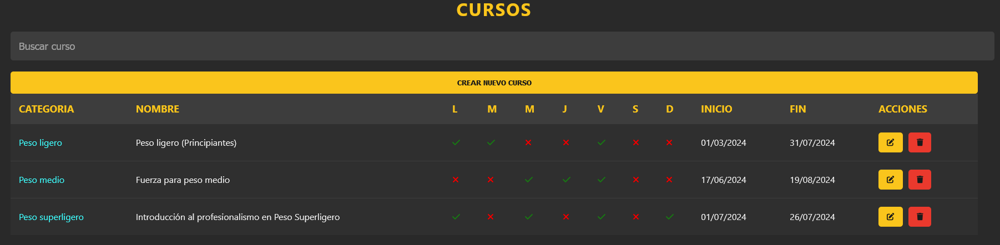 CURSOS
Buscar curso
CREAR NUEVO CURSO
CATEGORIA NOMBRE L M M J V S D INICIO FIN ACCIONES
Peso ligero Peso ligero (Principiantes) 01/03/2024 31/07/2024
Peso medio Fuerza para peso medio 17/06/2024 19/08/2024
Peso superligero Introducción al profesionalismo en Peso Superligero 01/07/2024 26/07/2024